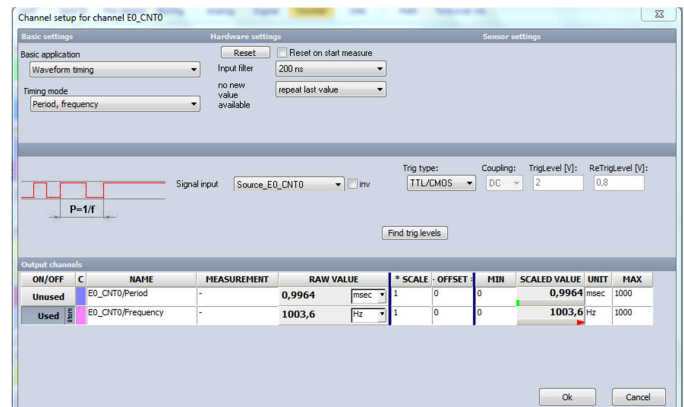 Channel setup for channel E0_CNT0
Basic settings Hardware settings Sensor settings
Basic application Reset Reset on start measure
Waveform timing Input filter 200 ns
Timing mode no new value available repeat last value
Period, frequency
Trig type: Coupling: TrigLevel [V]: ReTrigLevel [V]:
Signal input Source_E0_CNT0 inv TTL/CMOS DC 2 0,8
P=1/f
Find trig levels
Output channels
ON/OFF C NAME MEASUREMENT RAW VALUE * SCALE - OFFSET = MIN SCALED VALUE UNIT MAX
Unused E0_CNT0/Period - 0,9964 msec 1 0 0 0,9964 msec 1000
Used E0_CNT0/Frequency - 1003,6 Hz 1 0 0 1003,6 Hz 1000
Ok Cancel